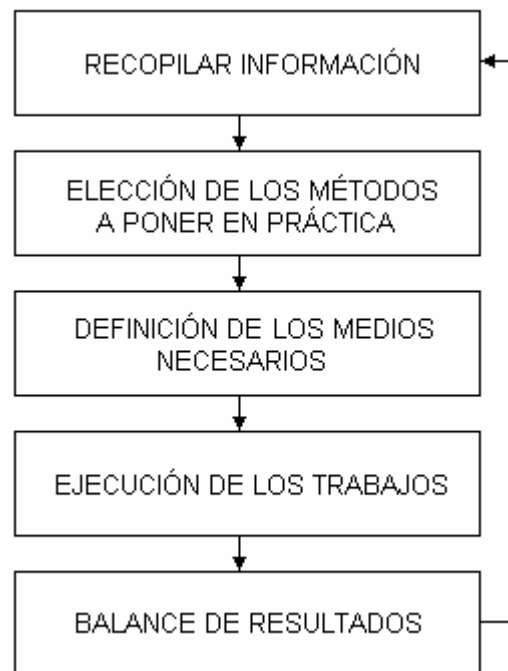 RECOPILAR INFORMACIÓN
ELECCIÓN DE LOS MÉTODOS
A PONER EN PRÁCTICA
DEFINICIÓN DE LOS MEDIOS
NECESARIOS
EJECUCIÓN DE LOS TRABAJOS
BALANCE DE RESULTADOS